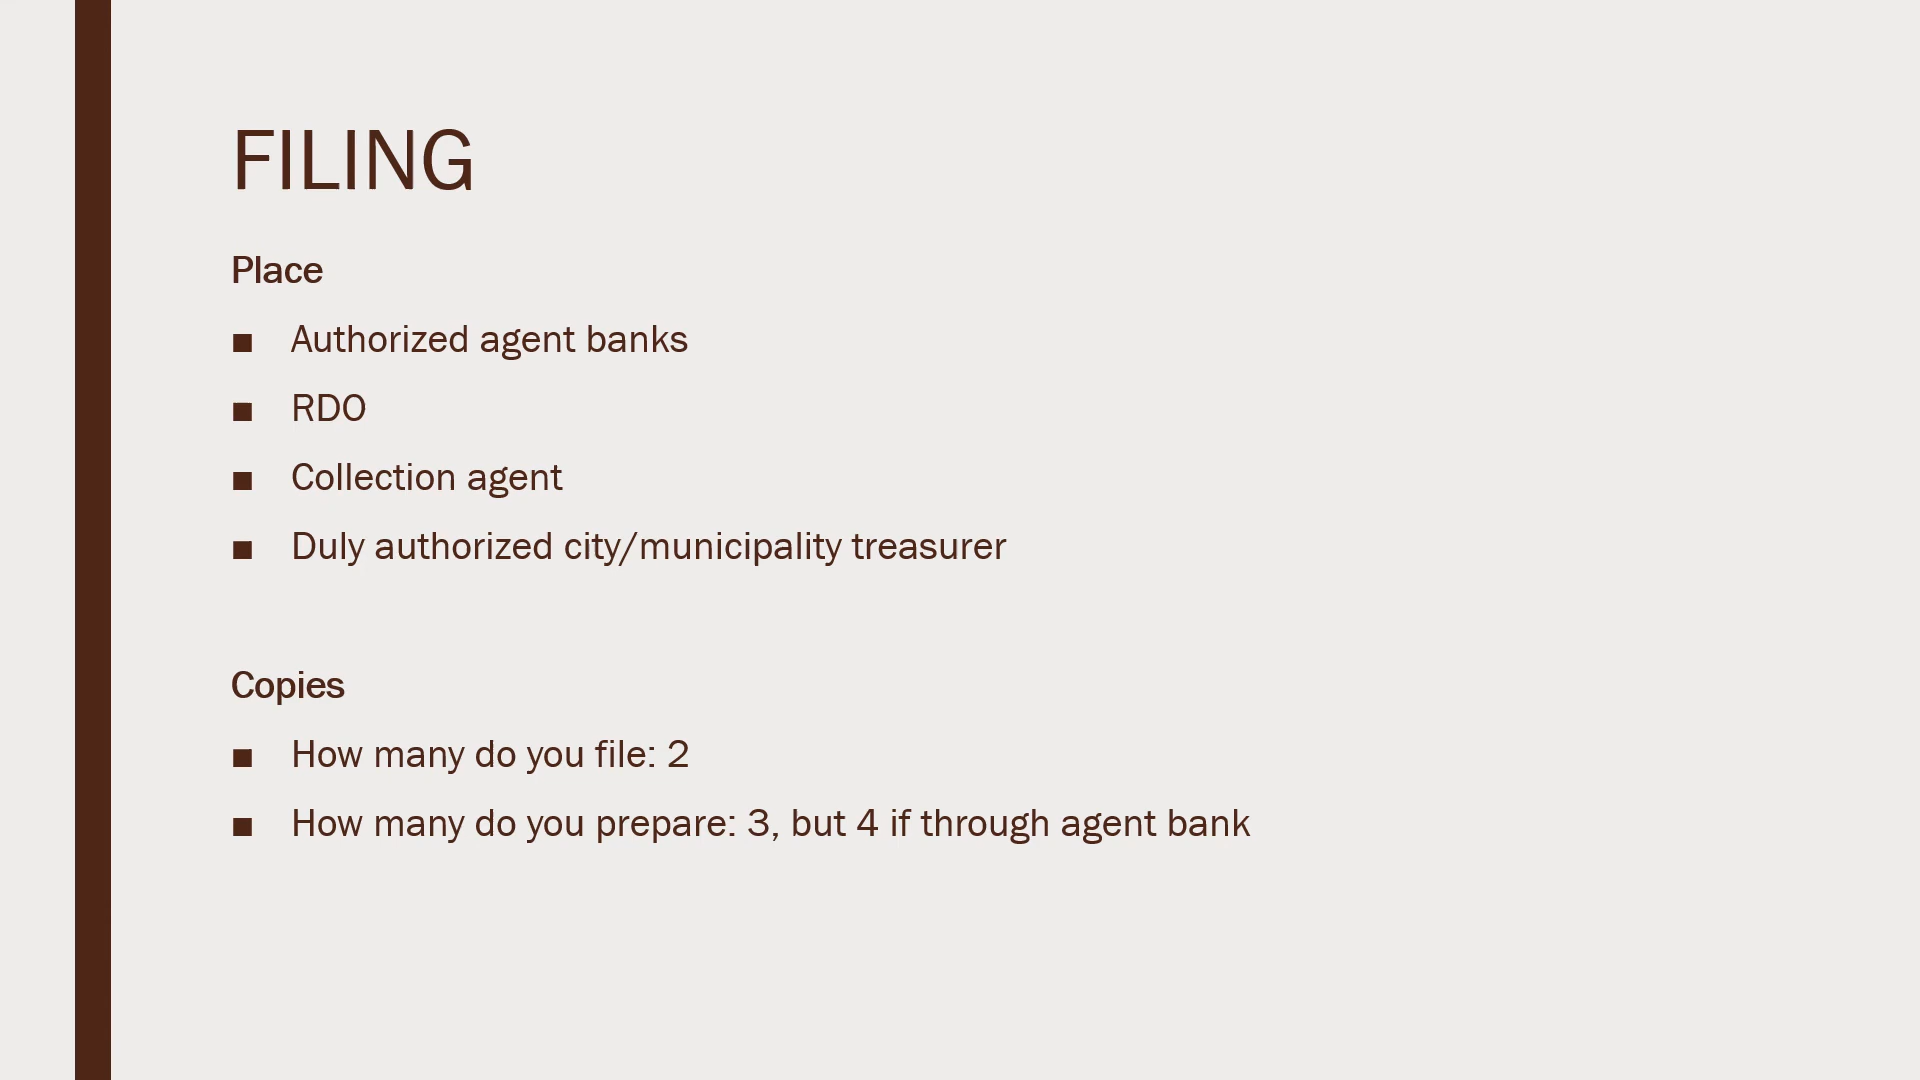 FILING
Place
■ Authorized agent banks
■ RDO
■ Collection agent
■ Duly authorized city/municipality treasurer
Copies
■ How many do you file: 2
■ How many do you prepare: 3, but 4 if through agent bank